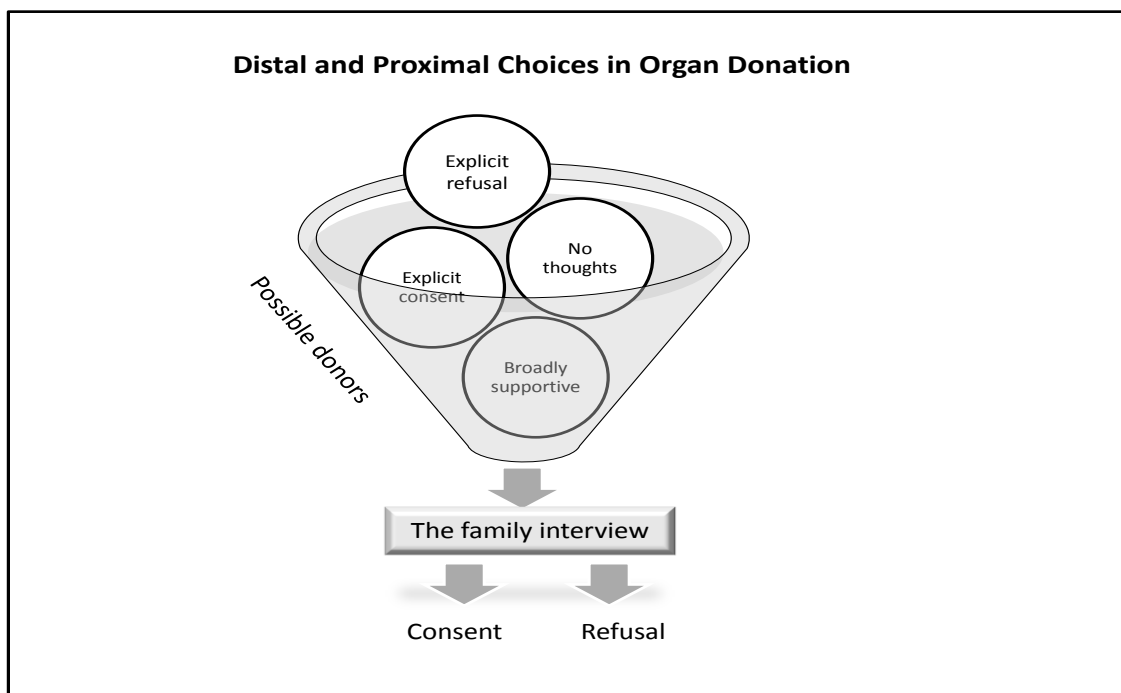 Distal and Proximal Choices in Organ Donation
Explicit
refusal
No
thoughts
Explicit
consent
Broadly
supportive
Possible donors
The family interview
Consent
Refusal